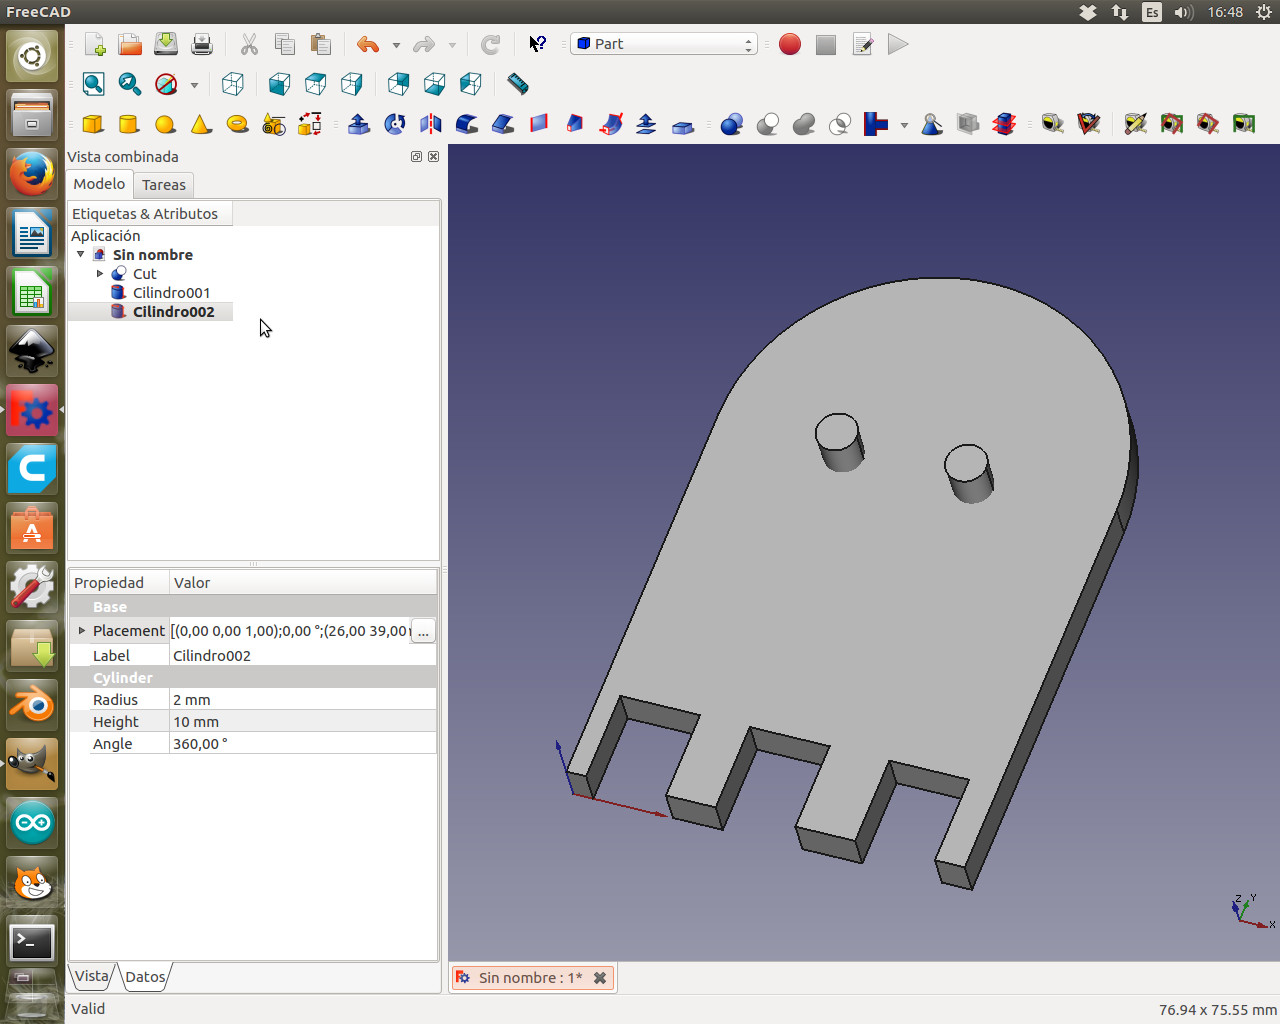 FreeCAD
Es
16:48
Part
Vista combinada
Modelo
Tareas
Etiquetas & Atributos
Aplicación
Sin nombre
Cut
Cilindro001
Cilindro002
Propiedad
Valor
Base
Placement
[(0,00 0,00 1,00);0,00 °;(26,00 39,00
...
Label
Cilindro002
Cylinder
Radius
2 mm
Height
10 mm
Angle
360,00 °
Z
Y
X
Vista
Datos
Sin nombre : 1*
Valid
76.94 x 75.55 mm